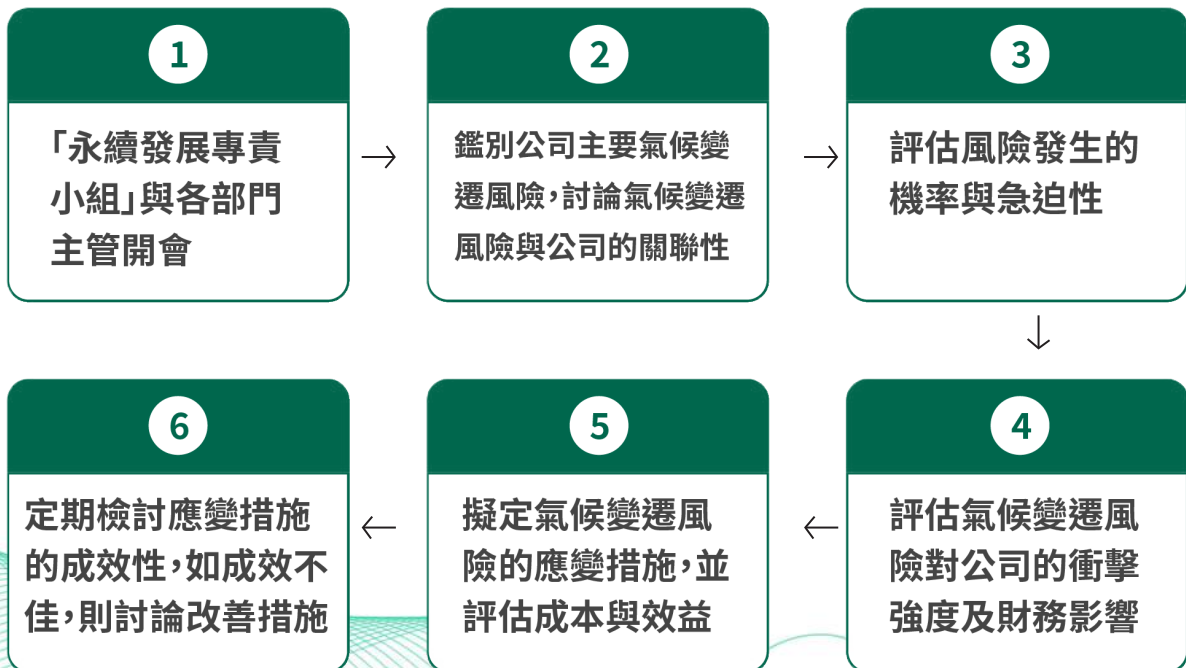 1
「永續發展專責
小組」與各部門
主管開會
2
鑑別公司主要氣候變
遷風險，討論氣候變遷
風險與公司的關聯性
3
評估風險發生的
機率與急迫性
4
評估氣候變遷風
險對公司的衝擊
強度及財務影響
5
擬定氣候變遷風
險的應變措施，並
評估成本與效益
6
定期檢討應變措施
的成效性，如成效不
佳，則討論改善措施